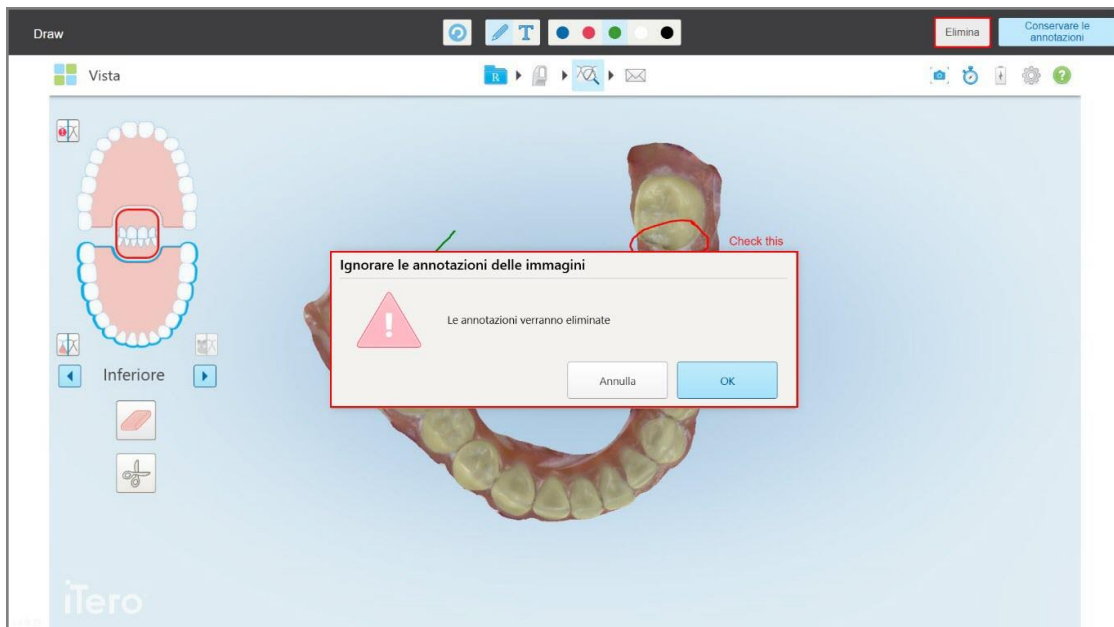 Draw
T
Elimina
Conservare le
annotazioni
Vista
R
?
Check this
Ignorare le annotazioni delle immagini
!
Le annotazioni verranno eliminate
Annulla
OK
Inferiore
iTero